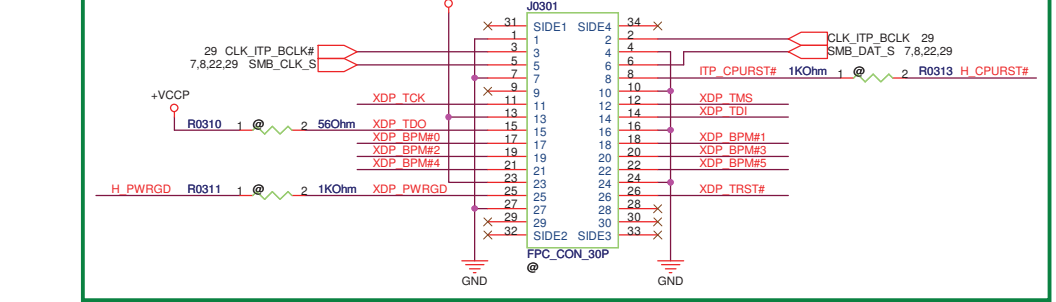 J0301
31 SIDE1 SIDE4 34
1 1 2 2 CLK_ITP_BCLK 29
29 CLK_ITP_BCLK# 3 3 4 4 SMB_DAT_S 7,8,22,29
7,8,22,29 SMB_CLK_S 5 5 6 6
7 7 8 8 ITP_CPURST# 1KOhm 1 @ 2 R0313 H_CPURST#
9 9 10 10
+VCCP
XDP_TCK 11 11 12 12 XDP_TMS
13 13 14 14 XDP_TDI
R0310 1 @ 2 56Ohm XDP_TDO 15 15 16 16
XDP_BPM#0 17 17 18 18 XDP_BPM#1
XDP_BPM#2 19 19 20 20 XDP_BPM#3
XDP_BPM#4 21 21 22 22 XDP_BPM#5
23 23 24 24
H_PWRGD R0311 1 @ 2 1KOhm XDP_PWRGD 25 25 26 26 XDP_TRST#
27 27 28 28
29 29 30 30
32 SIDE2 SIDE3 33
FPC_CON_30P
@
GND GND